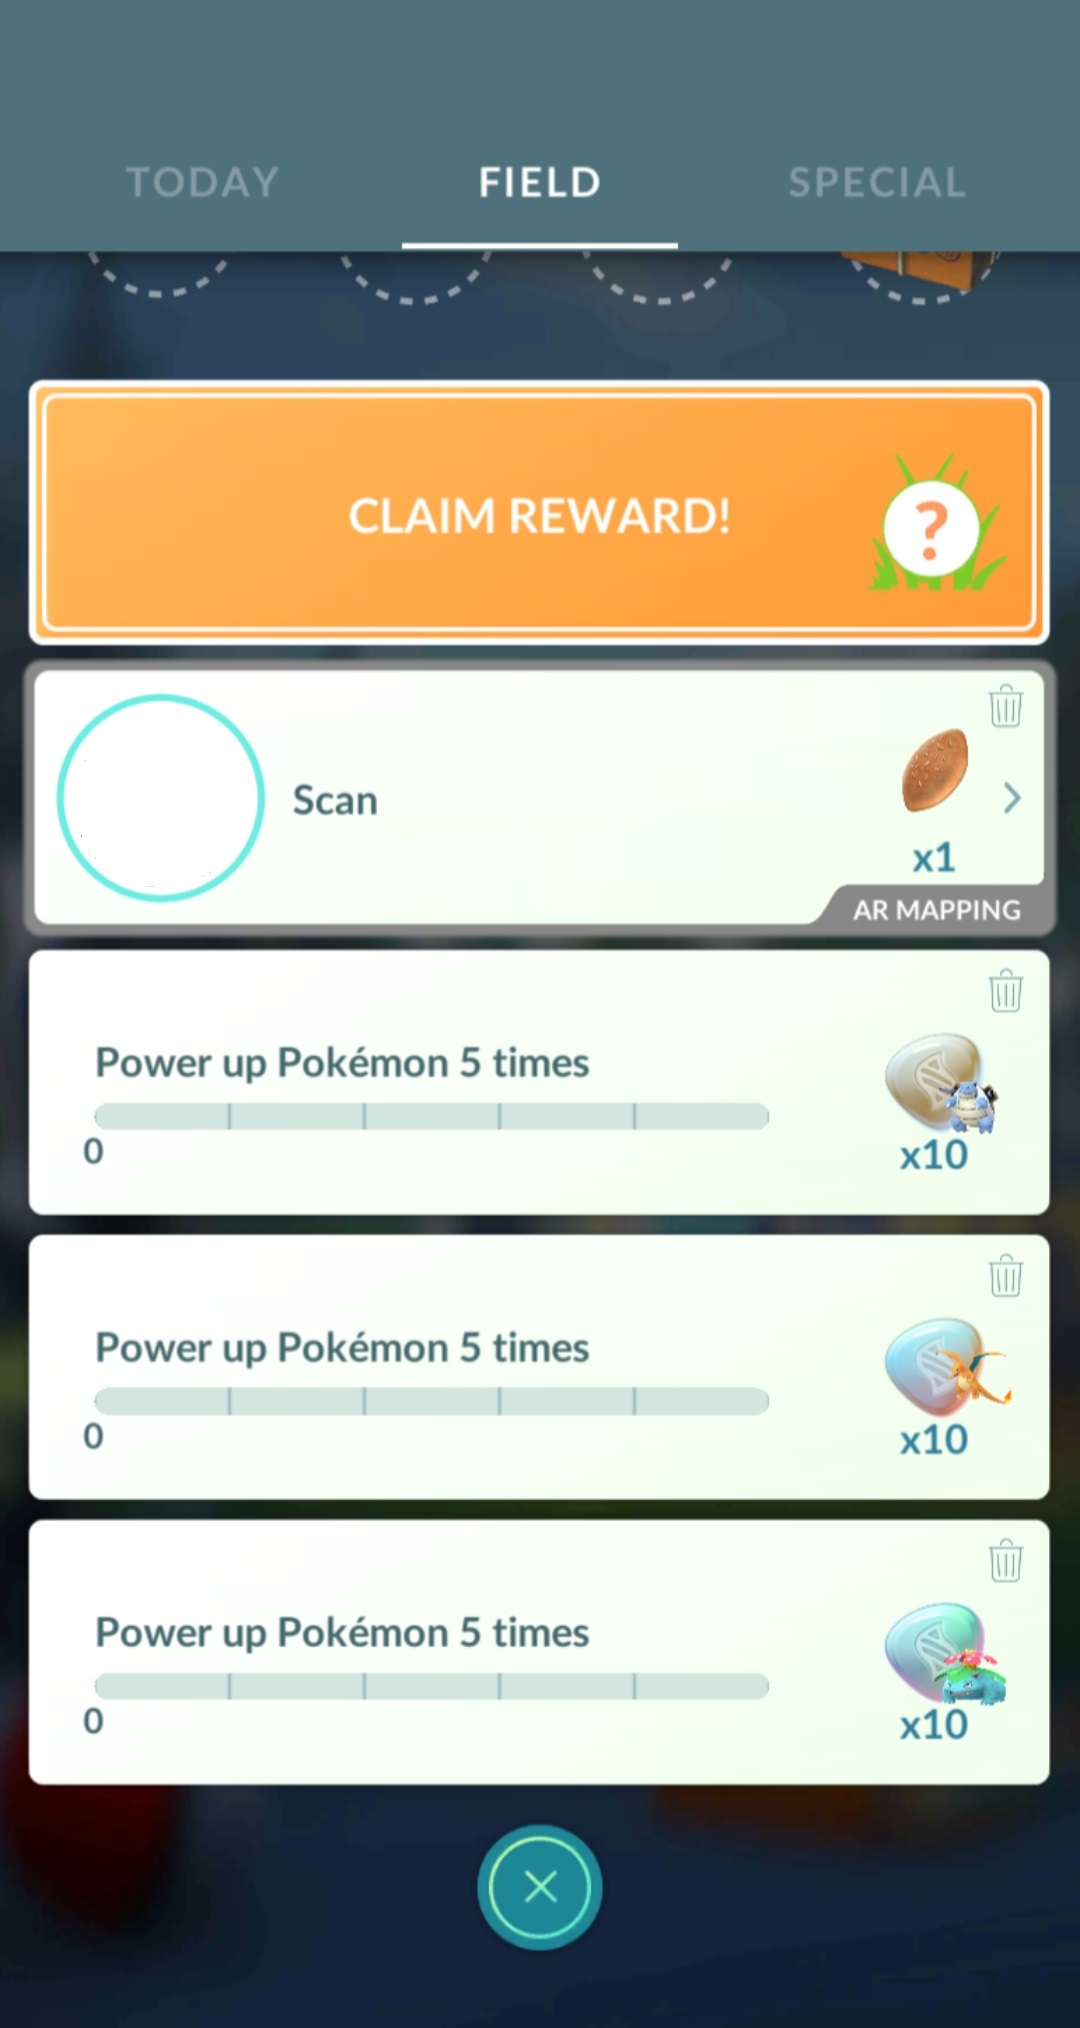 TODAY FIELD SPECIAL
CLAIM REWARD!
?
Scan
x1
AR MAPPING
Power up Pokémon 5 times
0
x10
Power up Pokémon 5 times
0
x10
Power up Pokémon 5 times
0
x10